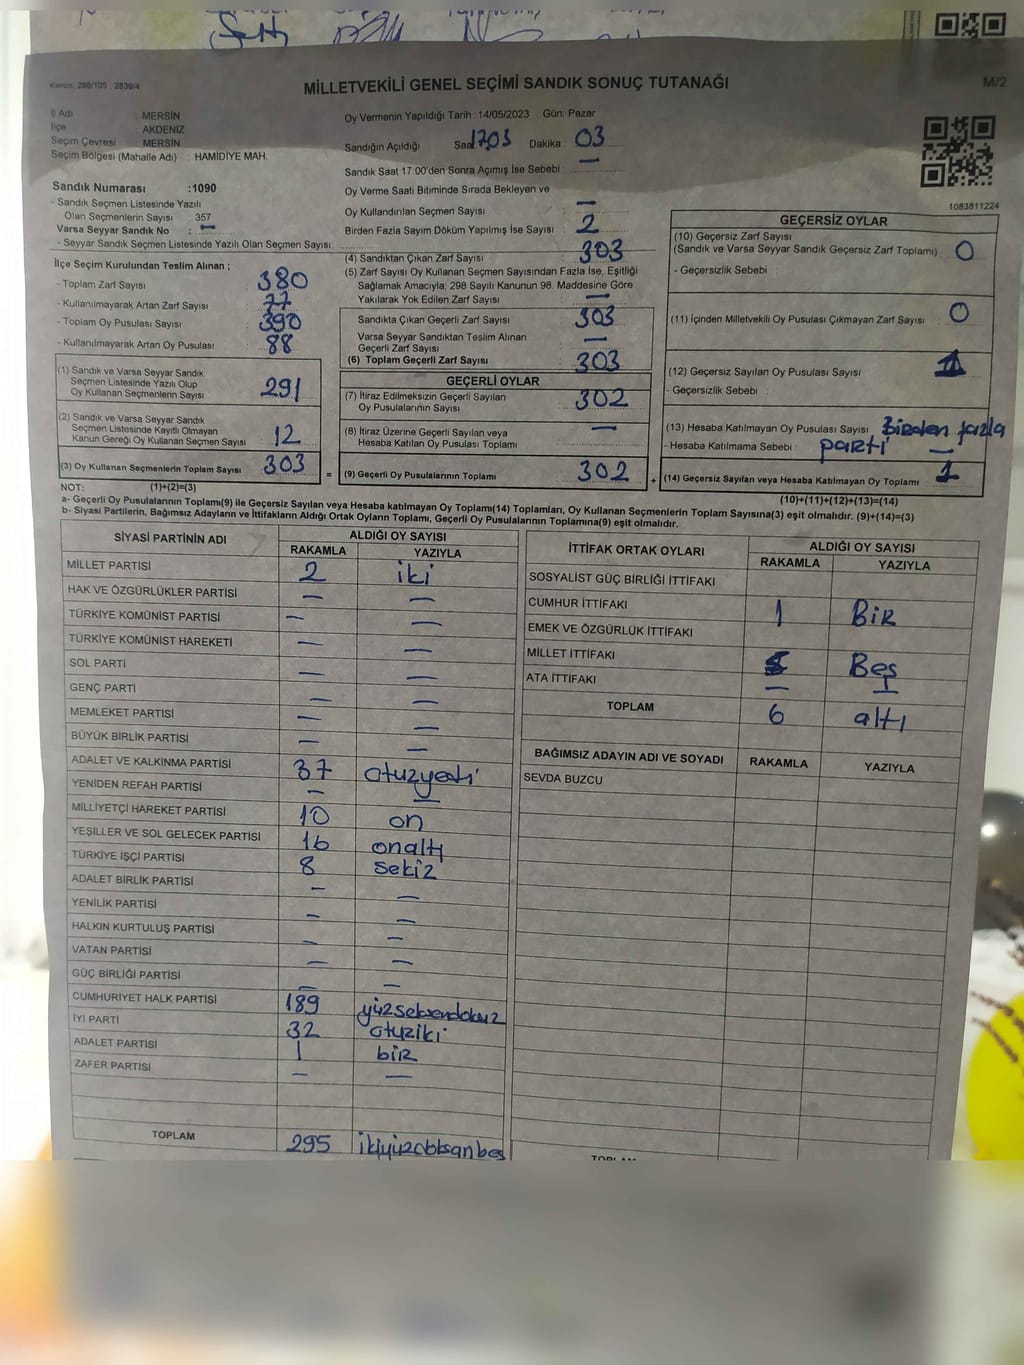 Kanun, 298/105 , 2839/4
MİLLETVEKİLİ GENEL SEÇİMİ SANDIK SONUÇ TUTANAĞI
M/2
İl Adı MERSİN
İlçe AKDENİZ
Seçim Çevresi MERSİN
Seçim Bölgesi (Mahalle Adı) : HAMİDİYE MAH.
Oy Vermenin Yapıldığı Tarih : 14/05/2023 Gün: Pazar
Sandığın Açıldığı Saat 1703 Dakika : 03
Sandık Saat 17:00'den Sonra Açımış İse Sebebi : —
Oy Verme Saati Bitiminde Sırada Bekleyen ve
Oy Kullandırılan Seçmen Sayısı : —
Birden Fazla Sayım Döküm Yapılmış İse Sayısı : 2
1083811224
Sandık Numarası :1090
- Sandık Seçmen Listesinde Yazılı
Olan Seçmenlerin Sayısı : 357
Varsa Seyyar Sandık No : —
- Seyyar Sandık Seçmen Listesinde Yazılı Olan Seçmen Sayısı:
İlçe Seçim Kurulundan Teslim Alınan ;
- Toplam Zarf Sayısı : 380
- Kullanılmayarak Artan Zarf Sayısı : 77
- Toplam Oy Pusulası Sayısı : 390
- Kullanılmayarak Artan Oy Pusulası : 88
(1) Sandık ve Varsa Seyyar Sandık
Seçmen Listesinde Yazılı Olup
Oy Kullanan Seçmenlerin Sayısı : 291
(2) Sandık ve Varsa Seyyar Sandık
Seçmen Listesinde Kayıtlı Olmayan
Kanun Gereği Oy Kullanan Seçmen Sayısı : 12
(3) Oy Kullanan Seçmenlerin Toplam Sayısı : 303
(4) Sandıktan Çıkan Zarf Sayısı : 303
(5) Zarf Sayısı Oy Kullanan Seçmen Sayısından Fazla İse, Eşitliği
Sağlamak Amacıyla; 298 Sayılı Kanunun 98. Maddesine Göre
Yakılarak Yok Edilen Zarf Sayısı : —
Sandıkta Çıkan Geçerli Zarf Sayısı : 303
Varsa Seyyar Sandıktan Teslim Alınan
Geçerli Zarf Sayısı : —
(6) Toplam Geçerli Zarf Sayısı : 303
GEÇERLİ OYLAR
(7) İtiraz Edilmeksizin Geçerli Sayılan
Oy Pusulalarının Sayısı : 302
(8) İtiraz Üzerine Geçerli Sayılan veya
Hesaba Katılan Oy Pusulaları Toplamı : —
= (9) Geçerli Oy Pusulalarının Toplamı : 302
GEÇERSİZ OYLAR
(10) Geçersiz Zarf Sayısı
(Sandık ve Varsa Seyyar Sandık Geçersiz Zarf Toplamı) : 0
- Geçersizlik Sebebi :
(11) İçinden Milletvekili Oy Pusulası Çıkmayan Zarf Sayısı : 0
(12) Geçersiz Sayılan Oy Pusulası Sayısı : 1
- Geçersizlik Sebebi :
(13) Hesaba Katılmayan Oy Pusulası Sayısı : Birden fazla
- Hesaba Katılmama Sebebi : parti —
+ (14) Geçersiz Sayılan veya Hesaba Katılmayan Oy Toplamı : 1
NOT: (1)+(2)=(3)
(10)+(11)+(12)+(13)=(14)
a- Geçerli Oy Pusulalarının Toplamı(9) ile Geçersiz Sayılan veya Hesaba katılmayan Oy Toplamı(14) Toplamları, Oy Kullanan Seçmenlerin Toplam Sayısına(3) eşit olmalıdır. (9)+(14)=(3)
b- Siyasi Partilerin, Bağımsız Adayların ve İttifakların Aldığı Ortak Oyların Toplamı, Geçerli Oy Pusulalarının Toplamına(9) eşit olmalıdır.
SİYASİ PARTİNİN ADI ALDIĞI OY SAYISI
RAKAMLA YAZIYLA
MİLLET PARTİSİ 2 iki
HAK VE ÖZGÜRLÜKLER PARTİSİ — —
TÜRKİYE KOMÜNİST PARTİSİ — —
TÜRKİYE KOMÜNİST HAREKETİ — —
SOL PARTİ — —
GENÇ PARTİ — —
MEMLEKET PARTİSİ — —
BÜYÜK BİRLİK PARTİSİ — —
ADALET VE KALKINMA PARTİSİ 37 otuzyedi
YENİDEN REFAH PARTİSİ — —
MİLLİYETÇİ HAREKET PARTİSİ 10 on
YEŞİLLER VE SOL GELECEK PARTİSİ 16 onaltı
TÜRKİYE İŞÇİ PARTİSİ 8 sekiz
ADALET BİRLİK PARTİSİ — —
YENİLİK PARTİSİ — —
HALKIN KURTULUŞ PARTİSİ — —
VATAN PARTİSİ — —
GÜÇ BİRLİĞİ PARTİSİ — —
CUMHURİYET HALK PARTİSİ 189 yüzseksendokuz
İYİ PARTİ 32 otuziki
ADALET PARTİSİ 1 bir
ZAFER PARTİSİ — —
TOPLAM 295 ikiyüzdoksanbeş
İTTİFAK ORTAK OYLARI ALDIĞI OY SAYISI
RAKAMLA YAZIYLA
SOSYALİST GÜÇ BİRLİĞİ İTTİFAKI
CUMHUR İTTİFAKI 1 Bir
EMEK VE ÖZGÜRLÜK İTTİFAKI
MİLLET İTTİFAKI 5 Beş
ATA İTTİFAKI — —
TOPLAM 6 altı
BAĞIMSIZ ADAYIN ADI VE SOYADI RAKAMLA YAZIYLA
SEVDA BUZCU
TOPLAM